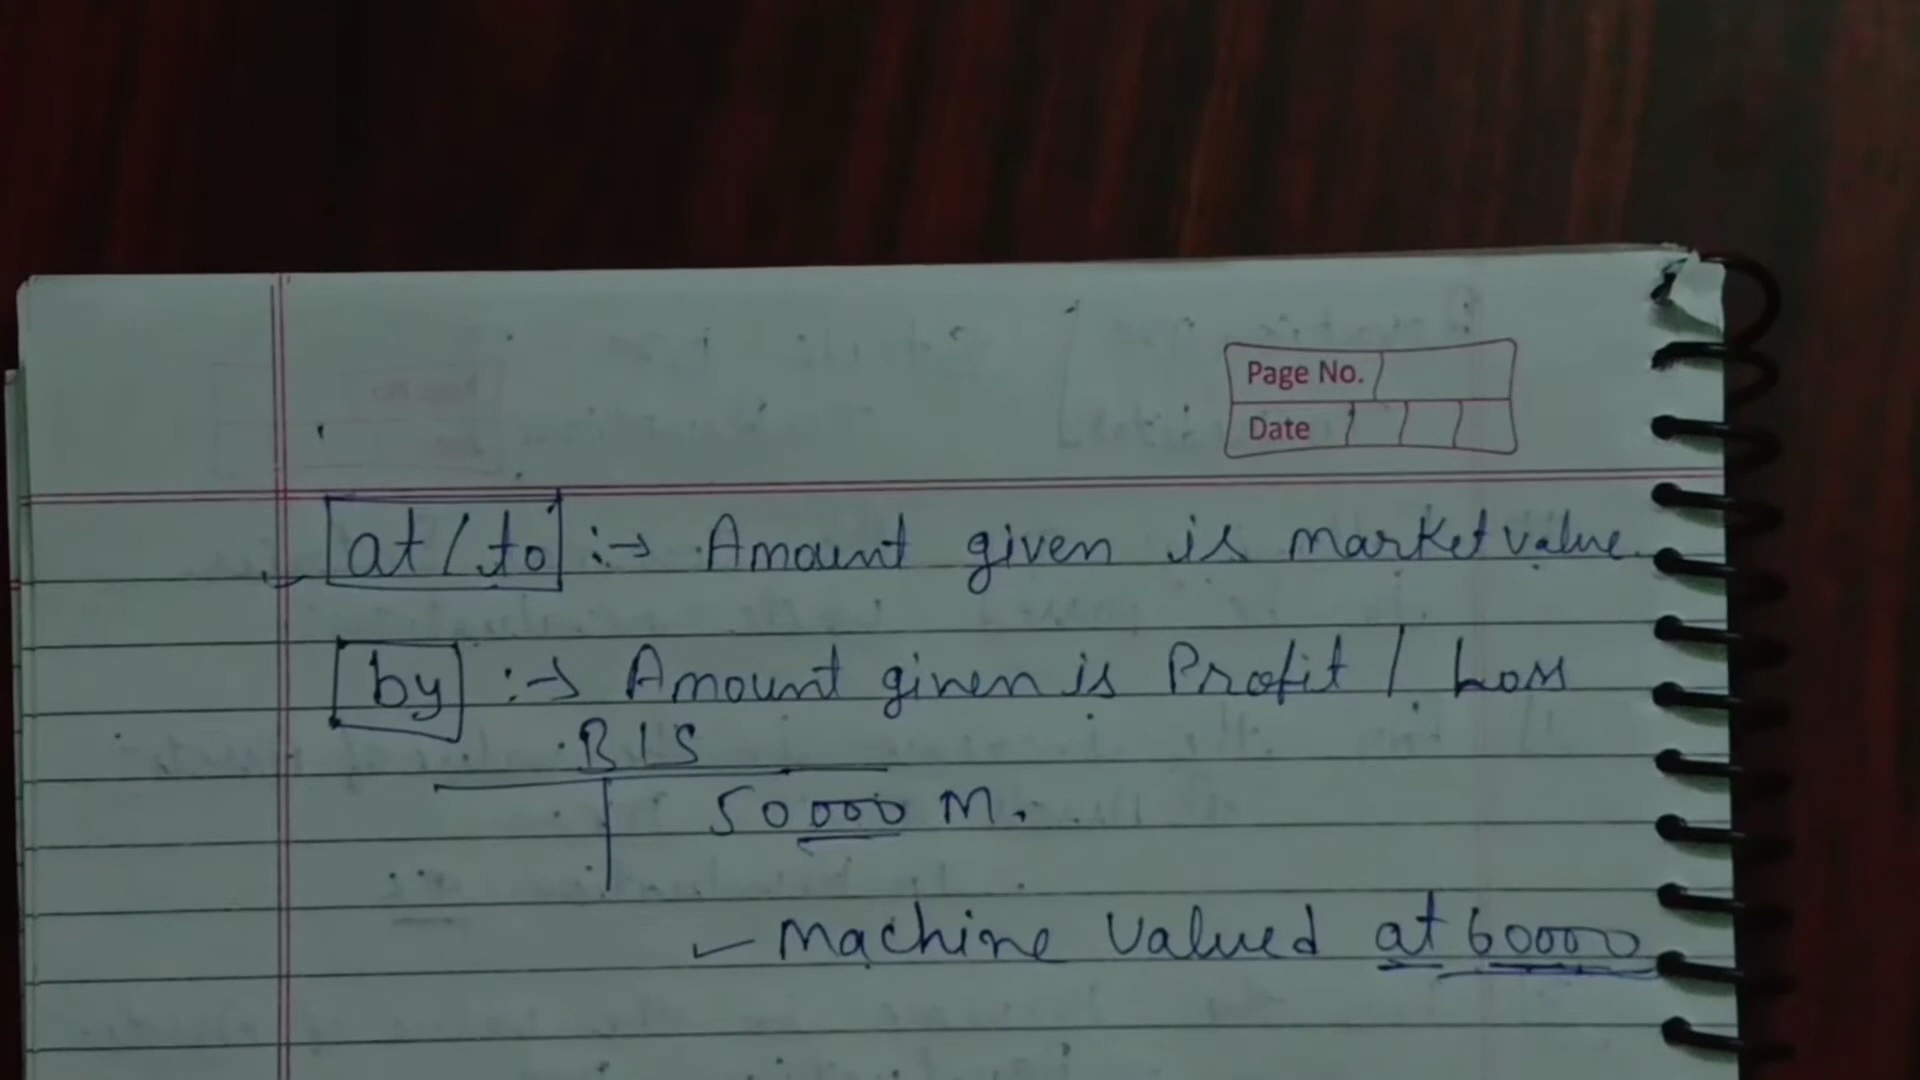 Page No.
Date
at / to :→ Amount given is market value
by :→ Amount given is Profit / Loss
B/S
50000 M.
✓ Machine valued at 60000